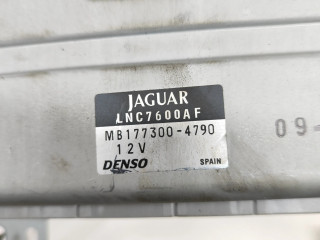 JAGUAR
LNC7600AF
MB177300-4790
12V
DENSO SPAIN
09-